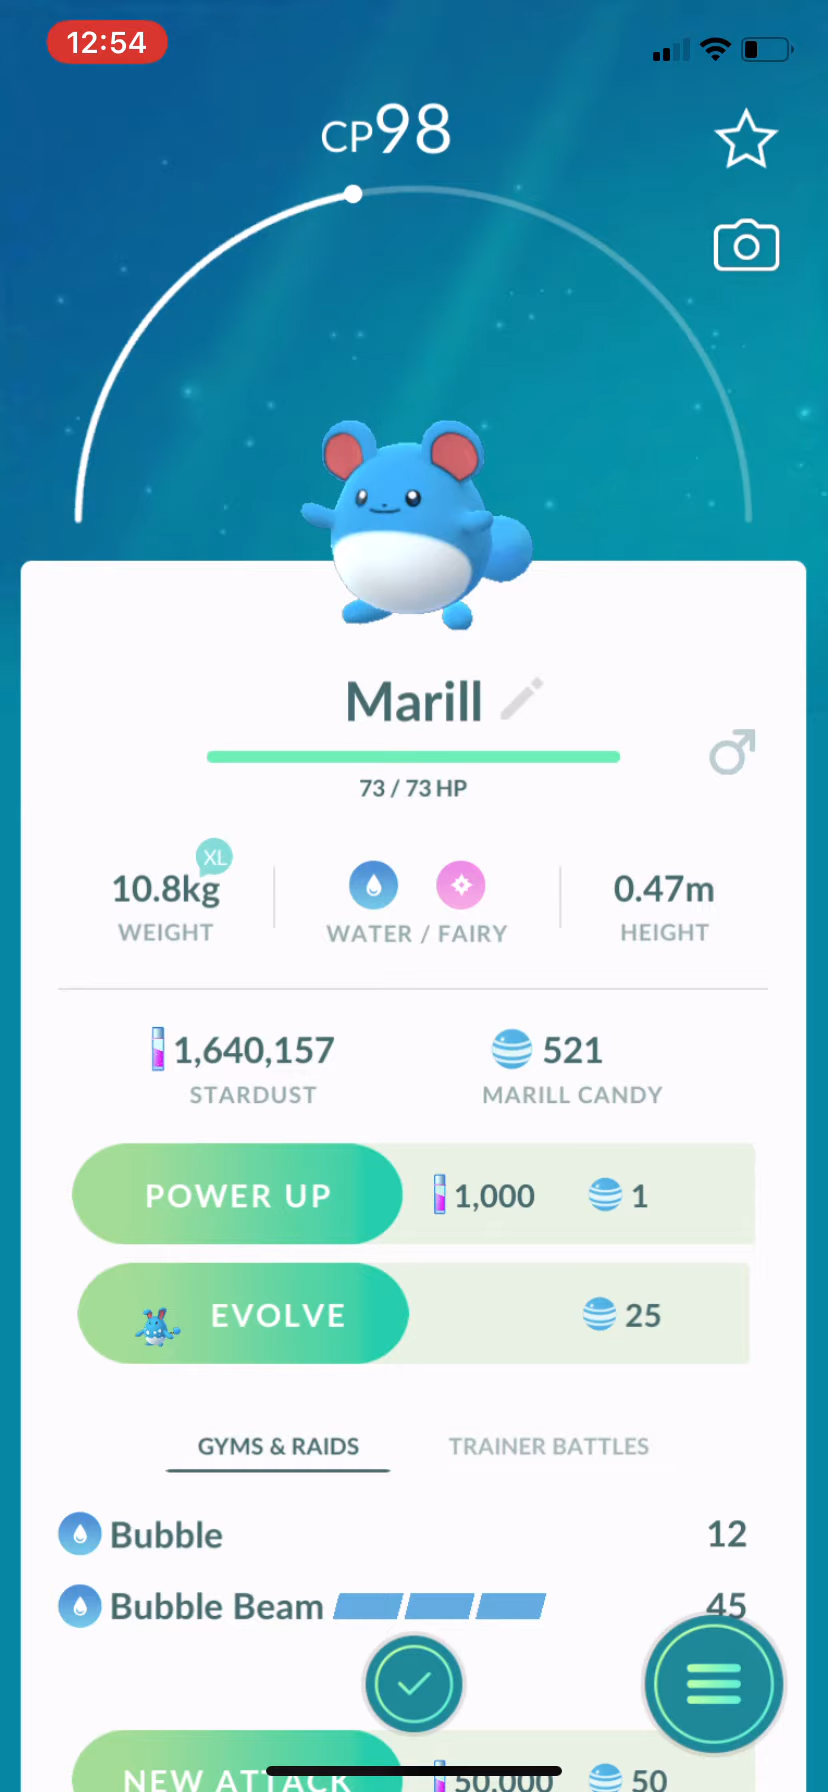 12:54
CP98
Marill
73 / 73 HP
XL
10.8kg
WEIGHT
WATER / FAIRY
0.47m
HEIGHT
1,640,157
STARDUST
521
MARILL CANDY
POWER UP 1,000 1
EVOLVE 25
GYMS & RAIDS TRAINER BATTLES
Bubble 12
Bubble Beam 45
NEW ATTACK 50,000 50